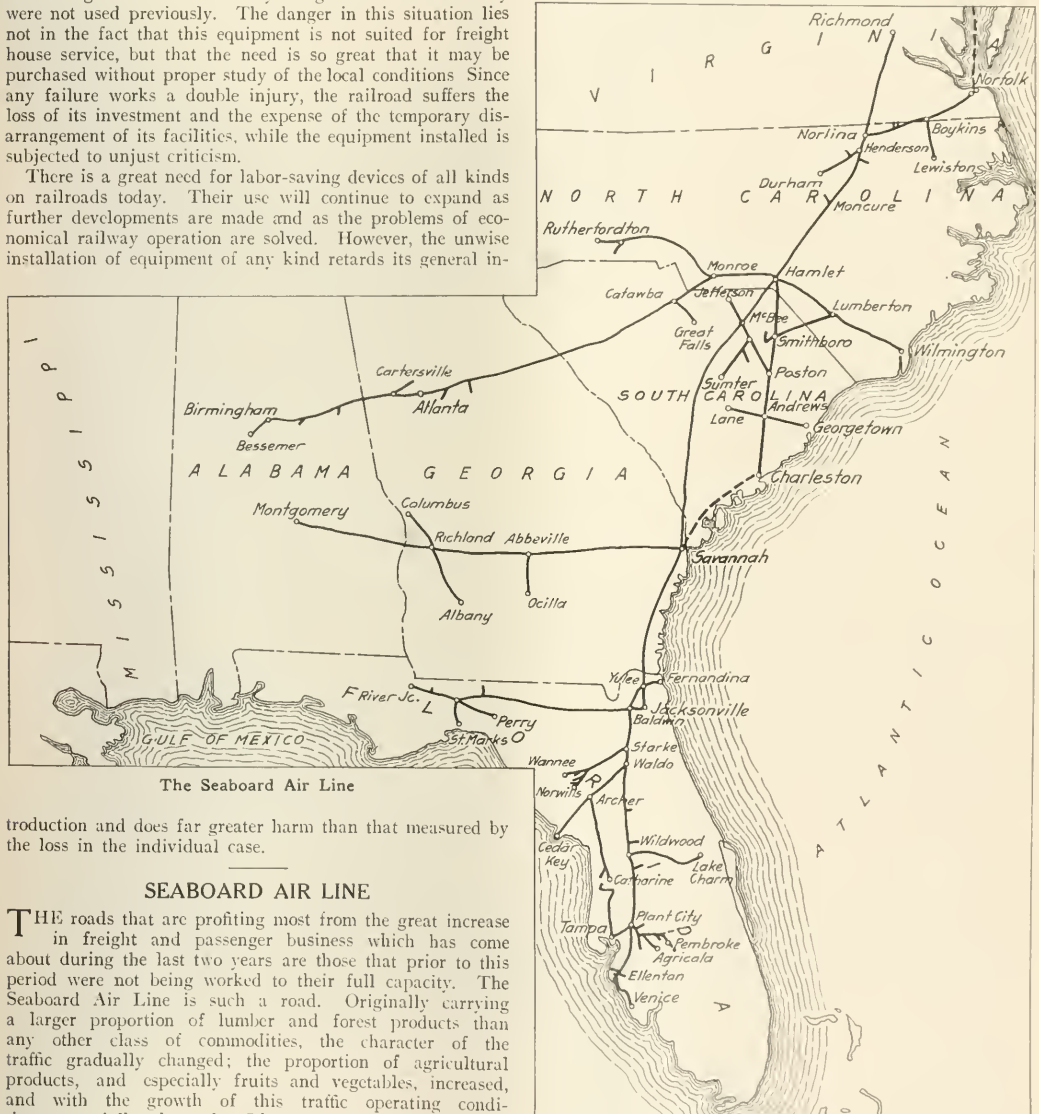 were not used previously. The danger in this situation lies
not in the fact that this equipment is not suited for freight
house service, but that the need is so great that it may be
purchased without proper study of the local conditions Since
any failure works a double injury, the railroad suffers the
loss of its investment and the expense of the temporary dis-
arrangement of its facilities, while the equipment installed is
subjected to unjust criticism.
There is a great need for labor-saving devices of all kinds
on railroads today. Their use will continue to expand as
further developments are made and as the problems of eco-
nomical railway operation are solved. However, the unwise
installation of equipment of any kind retards its general in-
Richmond
VIRGINIA
Norfolk
Norlina
Boykins
Henderson
Lewiston
Durham
NORTH CAROLINA
Moncure
Rutherfordton
Monroe
Hamlet
Catawba
Jefferson
Lumberton
McBee
Great
Falls
Smithboro
Wilmington
Cartersville
Poston
Sumter
SOUTH CAROLINA
Birmingham
Atlanta
Lane
Andrews
Georgetown
Bessemer
MISSISSIPPI
ALABAMA
GEORGIA
Charleston
ATLANTIC OCEAN
Montgomery
Columbus
Richland
Abbeville
Savannah
Albany
Ocilla
Yulee
Fernandina
River Jc.
Jacksonville
Baldwin
Perry
St. Marks
GULF OF MEXICO
FLORIDA
Starke
Wannee
Waldo
Norwills
Archer
Cedar
Key
Wildwood
Lake
Charm
Catharine
Plant City
Tampa
Pembroke
Agricola
Ellentan
Venice
The Seaboard Air Line
troduction and does far greater harm than that measured by
the loss in the individual case.
SEABOARD AIR LINE
THE roads that are profiting most from the great increase
in freight and passenger business which has come
about during the last two years are those that prior to this
period were not being worked to their full capacity. The
Seaboard Air Line is such a road. Originally carrying
a larger proportion of lumber and forest products than
any other class of commodities, the character of the
traffic gradually changed; the proportion of agricultural
products, and especially fruits and vegetables, increased,
and with the growth of this traffic operating condi-